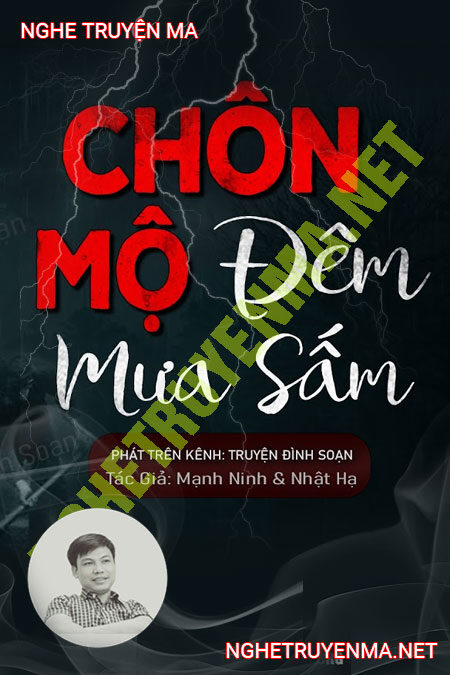 NGHE TRUYỆN MA
CHÔN
MỘ Đêm
Mưa Sấm
NGHETRUYENMA.NET
PHÁT TRÊN KÊNH: TRUYỆN ĐÌNH SOẠN
Tác Giả: Mạnh Ninh & Nhật Hạ
NGHETRUYENMA.NET